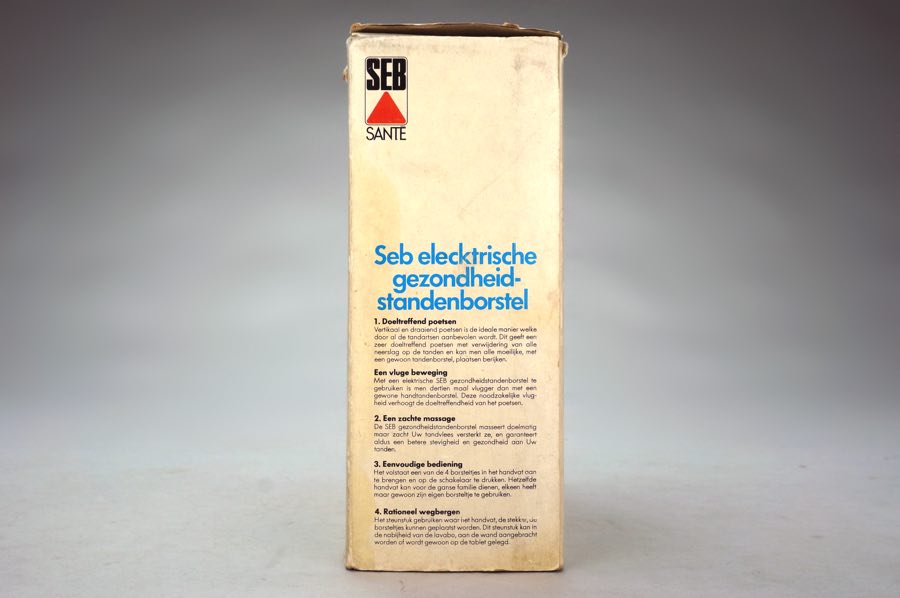 SEB
SANTÉ
Seb elecktrische
gezondheid-
standenborstel
1. Doeltreffend poetsen
Vertikaal en draaiend poetsen is de ideale manier welke
door al de tandartsen aanbevolen wordt. Dit geeft een
zeer doeltreffend poetsen met verwijdering van alle
neerslag op de tanden en kan men alle moeilijke, met
een gewoon tandenborstel, plaatsen berijken.
Een vluge beweging
Met een elektrische SEB gezondheidstandenborstel te
gebruiken is men dertien maal vlugger dan met een
gewone handtandenborstel. Deze noodzakelijke vlug-
heid verhoogt de doeltreffendheid van het poetsen.
2. Een zachte massage
De SEB gezondheidstandenborstel masseert doelmatig
maar zacht Uw tandvlees versterkt ze, en garanteert
aldus een betere stevigheid en gezondheid aan Uw
tanden.
3. Eenvoudige bediening
Het volstaat een van de 4 borsteltjes in het handvat aan
te brengen en op de schakelaar te drukken. Hetzelfde
handvat kan voor de ganse familie dienen, elkeen heeft
maar gewoon zijn eigen borsteltje te gebruiken.
4. Rationeel wegbergen
Het steunstuk gebruiken waar het handvat, de stekker, de
borsteltjes kunnen geplaatst worden. Dit steunstuk kan in
de nabijheid van de lavabo, aan de wand aangebracht
worden of wordt gewoon op de tablet gelegd.